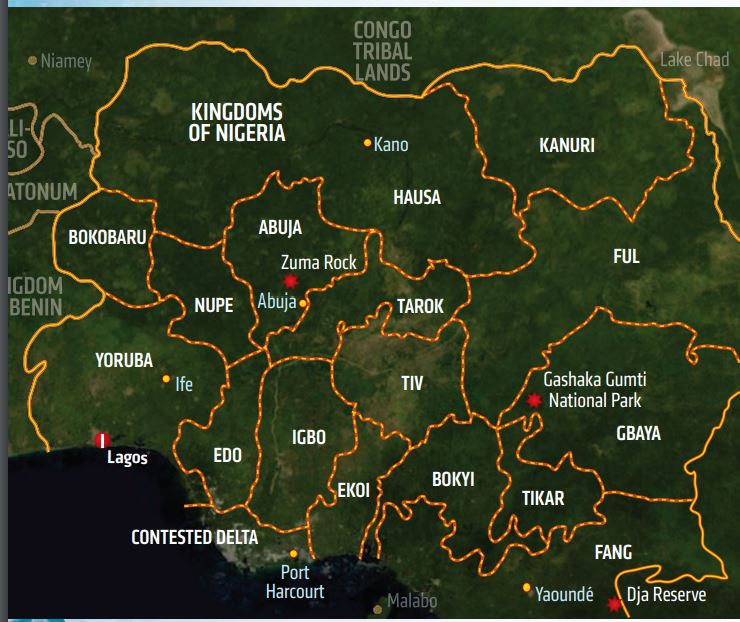 CONGO
TRIBAL
LANDS
Niamey
Lake Chad
KINGDOMS
OF NIGERIA
LI-
SO
Kano
KANURI
ATONUM
HAUSA
BOKOBARU
ABUJA
FUL
Zuma Rock
IGDOM
BENIN
NUPE
Abuja
TAROK
YORUBA
Ife
TIV
Gashaka Gumti
National Park
GBAYA
IGBO
EDO
Lagos
EKOI
BOKYI
TIKAR
CONTESTED DELTA
FANG
Port
Harcourt
Yaoundé
Dja Reserve
Malabo